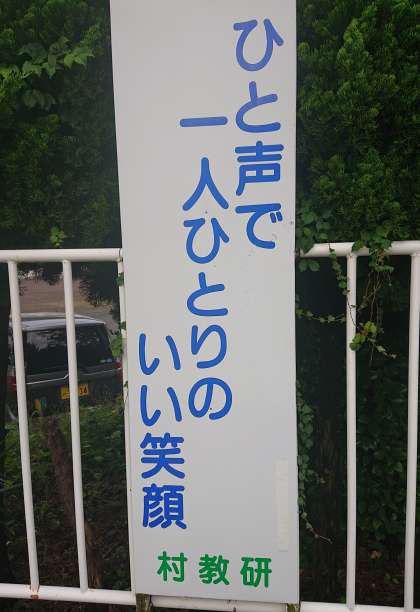 ひと声で
一人ひとりの
いい笑顔
村教研